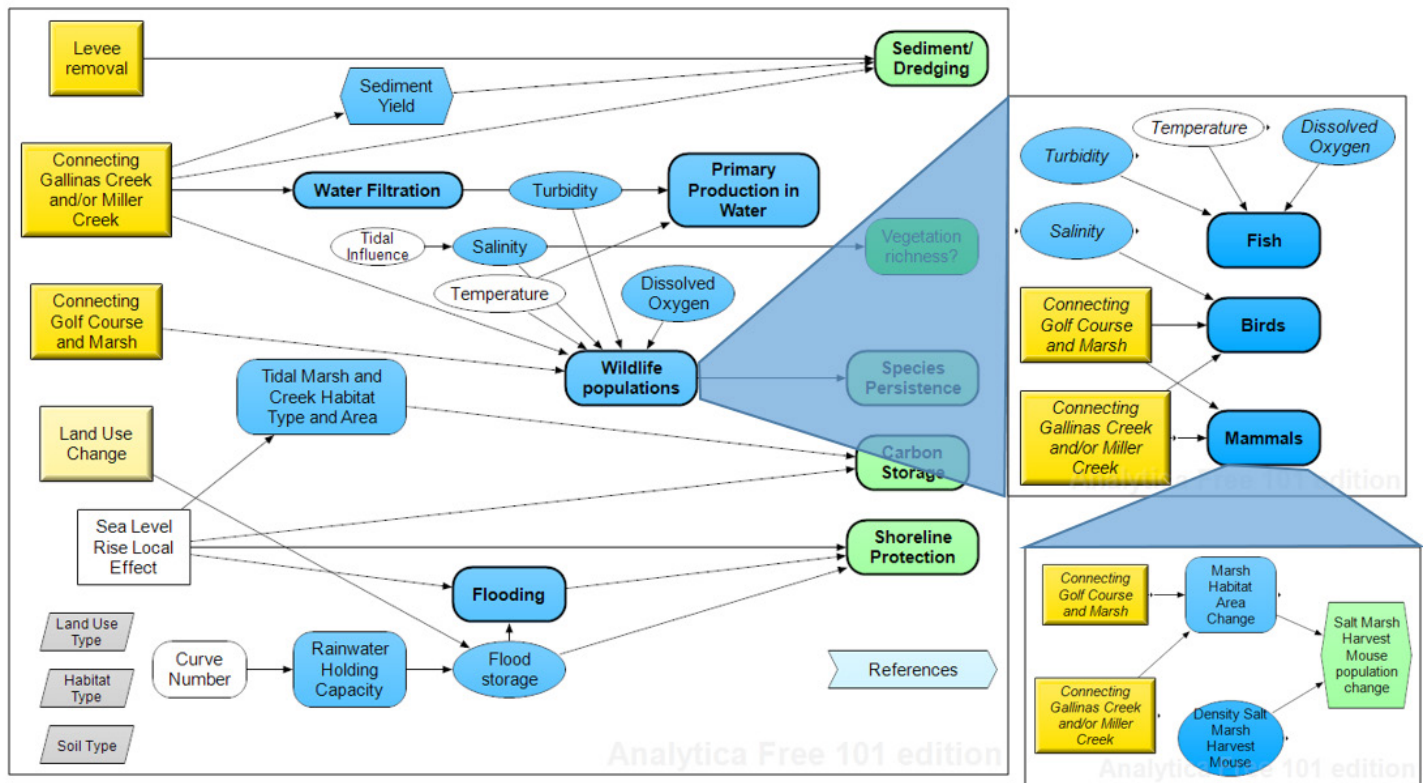 Levee
removal
Sediment
Yield
Sediment/
Dredging
Connecting
Gallinas Creek
and/or Miller
Creek
Water Filtration
Turbidity
Primary
Production in
Water
Tidal
Influence
Salinity
Vegetation
richness?
Temperature
Dissolved
Oxygen
Connecting
Golf Course
and Marsh
Wildlife
populations
Species
Persistence
Tidal Marsh and
Creek Habitat
Type and Area
Land Use
Change
Carbon
Storage
Sea Level
Rise Local
Effect
Shoreline
Protection
Flooding
Land Use
Type
Habitat
Type
Soil Type
Curve
Number
Rainwater
Holding
Capacity
Flood
storage
References
Analytica Free 101 edition
Temperature
Dissolved
Oxygen
Turbidity
Salinity
Fish
Connecting
Golf Course
and Marsh
Birds
Connecting
Gallinas Creek
and/or Miller
Creek
Mammals
Analytica Free 101 edition
Connecting
Golf Course
and Marsh
Marsh
Habitat
Area
Change
Salt Marsh
Harvest
Mouse
population
change
Connecting
Gallinas Creek
and/or Miller
Creek
Density Salt
Marsh
Harvest
Mouse
Analytica Free 101 edition